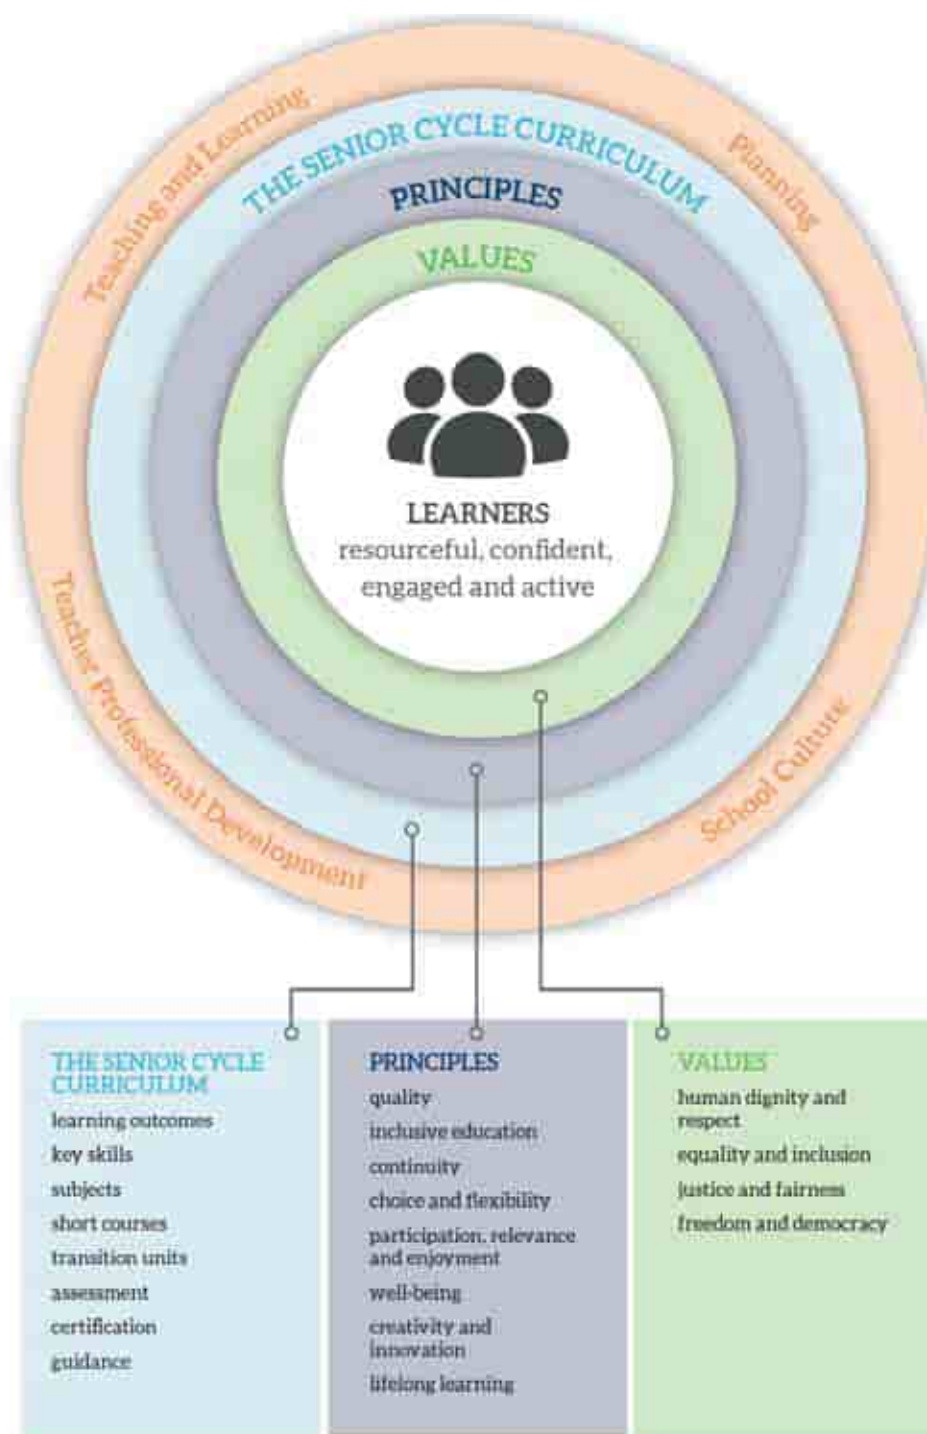 Teaching and Learning
Planning
THE SENIOR CYCLE CURRICULUM
PRINCIPLES
VALUES
LEARNERS
resourceful, confident,
engaged and active
Teacher Professional Development
School Culture
THE SENIOR CYCLE
CURRICULUM
learning outcomes
key skills
subjects
short courses
transition units
assessment
certification
guidance
PRINCIPLES
quality
inclusive education
continuity
choice and flexibility
participation, relevance
and enjoyment
well-being
creativity and
innovation
lifelong learning
VALUES
human dignity and
respect
equality and inclusion
justice and fairness
freedom and democracy